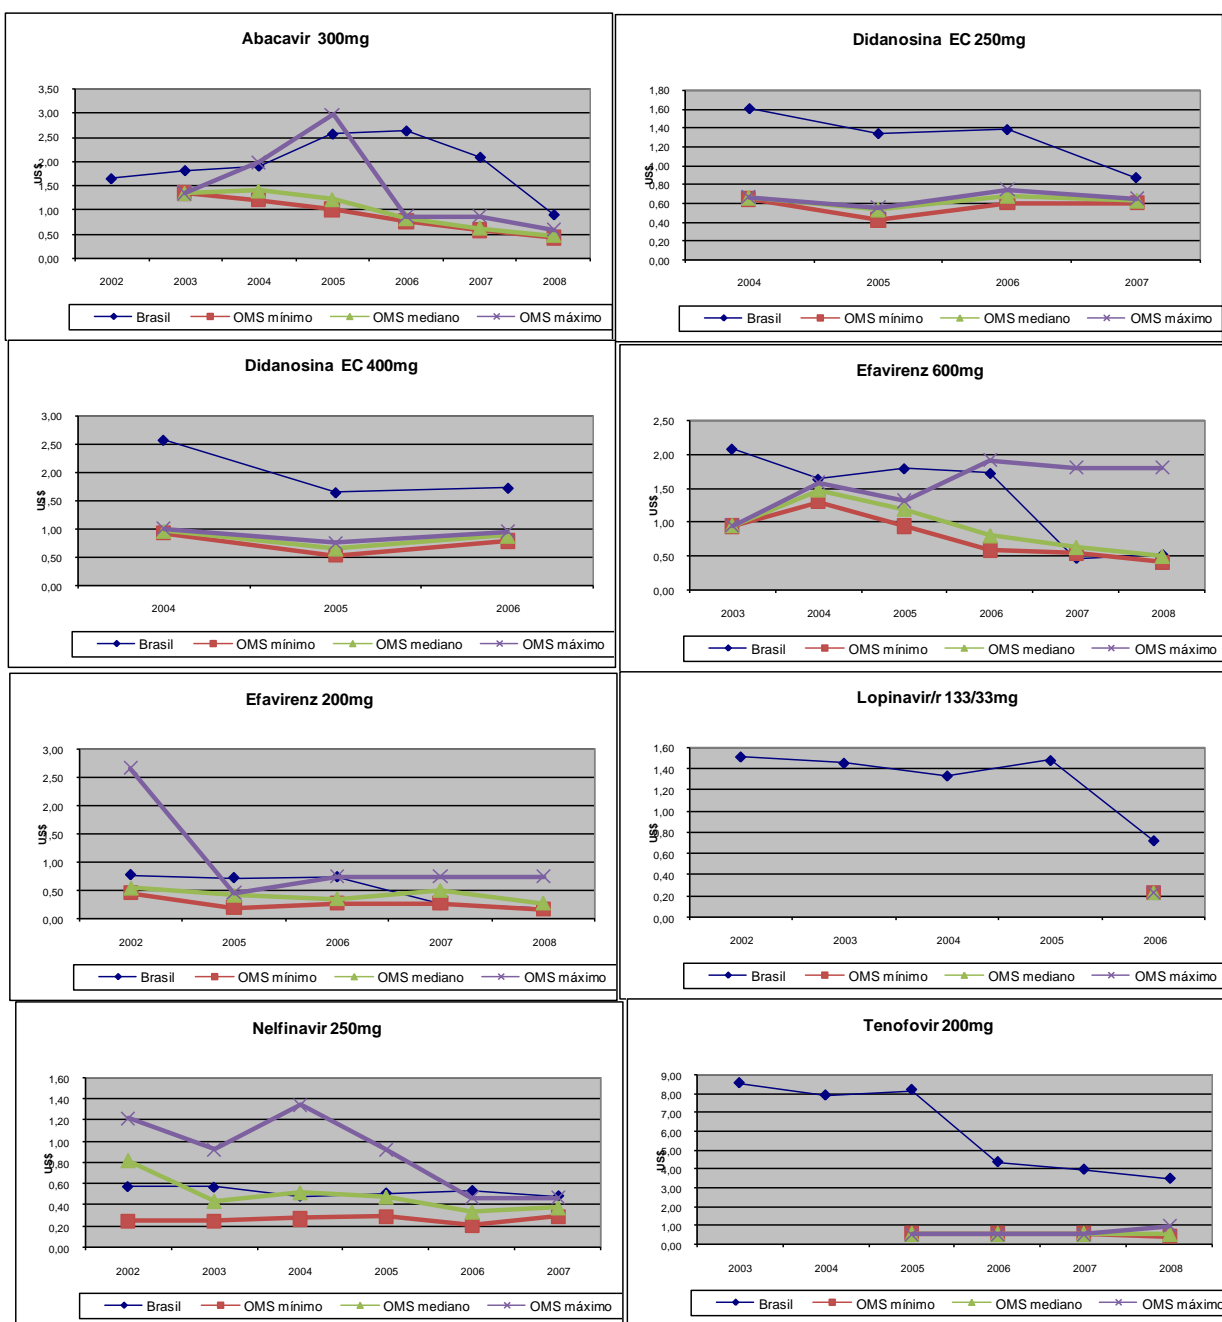 Abacavir 300mg
3,50
3,00
2,50
2,00
1,50
1,00
0,50
0,00
US$
2002 2003 2004 2005 2006 2007 2008
Brasil OMS mínimo OMS mediano OMS máximo
Didanosina EC 250mg
1,80
1,60
1,40
1,20
1,00
0,80
0,60
0,40
0,20
0,00
US$
2004 2005 2006 2007
Brasil OMS mínimo OMS mediano OMS máximo
Didanosina EC 400mg
3,00
2,50
2,00
1,50
1,00
0,50
0,00
US$
2004 2005 2006
Brasil OMS mínimo OMS mediano OMS máximo
Efavirenz 600mg
2,50
2,00
1,50
1,00
0,50
0,00
US$
2003 2004 2005 2006 2007 2008
Brasil OMS mínimo OMS mediano OMS máximo
Efavirenz 200mg
3,00
2,50
2,00
1,50
1,00
0,50
0,00
US$
2002 2005 2006 2007 2008
Brasil OMS mínimo OMS mediano OMS máximo
Lopinavir/r 133/33mg
1,60
1,40
1,20
1,00
0,80
0,60
0,40
0,20
0,00
US$
2002 2003 2004 2005 2006
Brasil OMS mínimo OMS mediano OMS máximo
Nelfinavir 250mg
1,60
1,40
1,20
1,00
0,80
0,60
0,40
0,20
0,00
US$
2002 2003 2004 2005 2006 2007
Brasil OMS mínimo OMS mediano OMS máximo
Tenofovir 200mg
9,00
8,00
7,00
6,00
5,00
4,00
3,00
2,00
1,00
0,00
US$
2003 2004 2005 2006 2007 2008
Brasil OMS mínimo OMS mediano OMS máximo